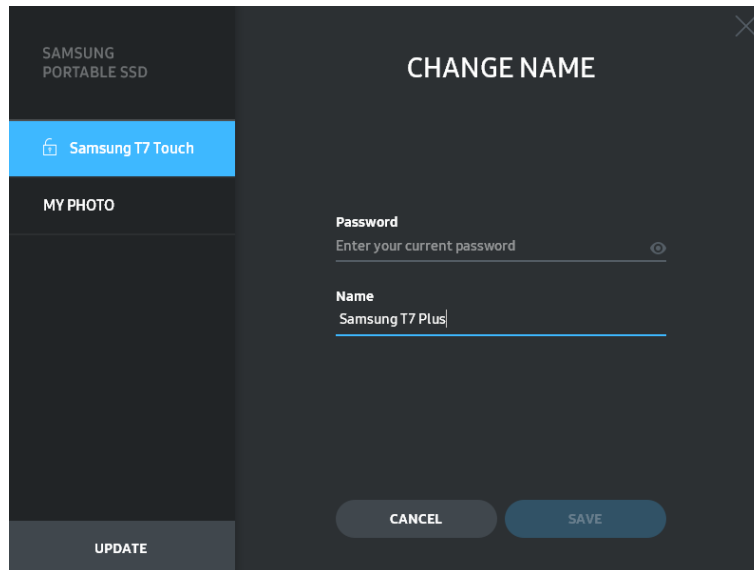 SAMSUNG
PORTABLE SSD
Samsung T7 Touch
MY PHOTO
UPDATE
CHANGE NAME
Password
Enter your current password
Name
Samsung T7 Plus
CANCEL
SAVE